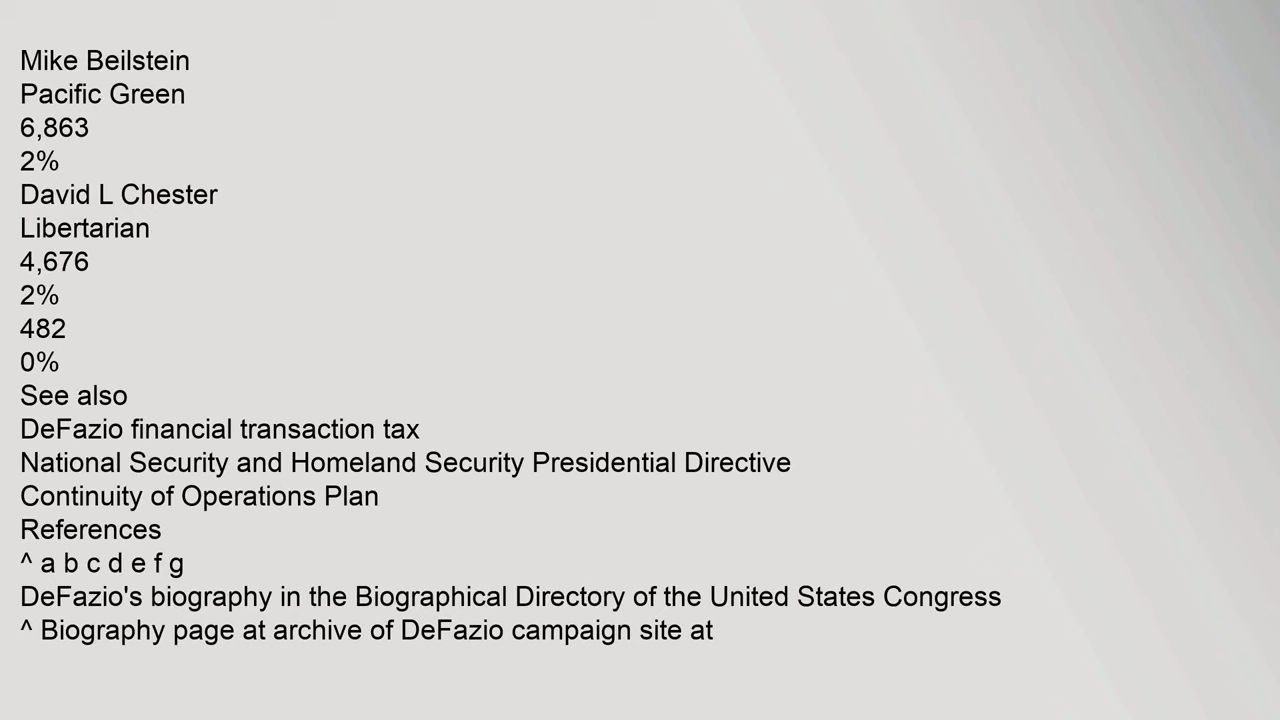 Mike Beilstein
Pacific Green
6,863
2%
David L Chester
Libertarian
4,676
2%
482
0%
See also
DeFazio financial transaction tax
National Security and Homeland Security Presidential Directive
Continuity of Operations Plan
References
^ a b c d e f g
DeFazio's biography in the Biographical Directory of the United States Congress
^ Biography page at archive of DeFazio campaign site at